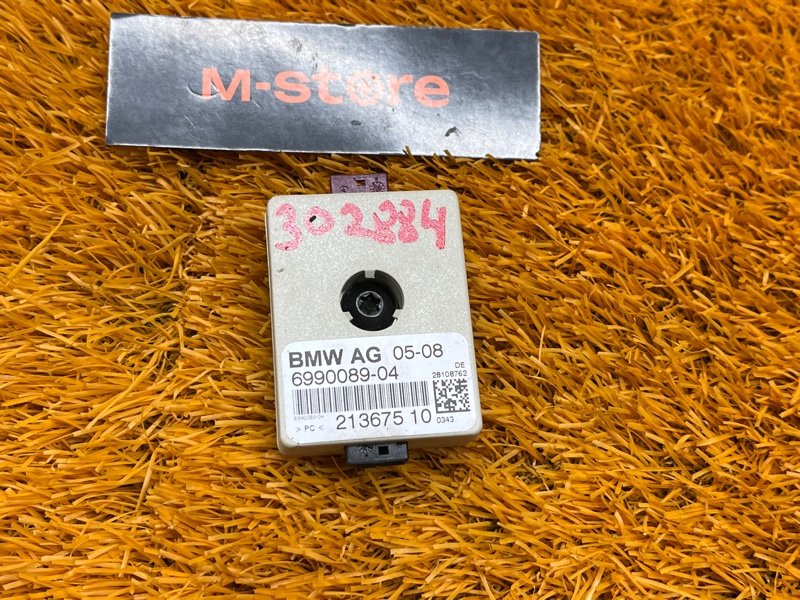 M-store
302884
BMW AG 05-08
6990089-04
DE
28108762
6990089-04
> PC < 213675 10
0343